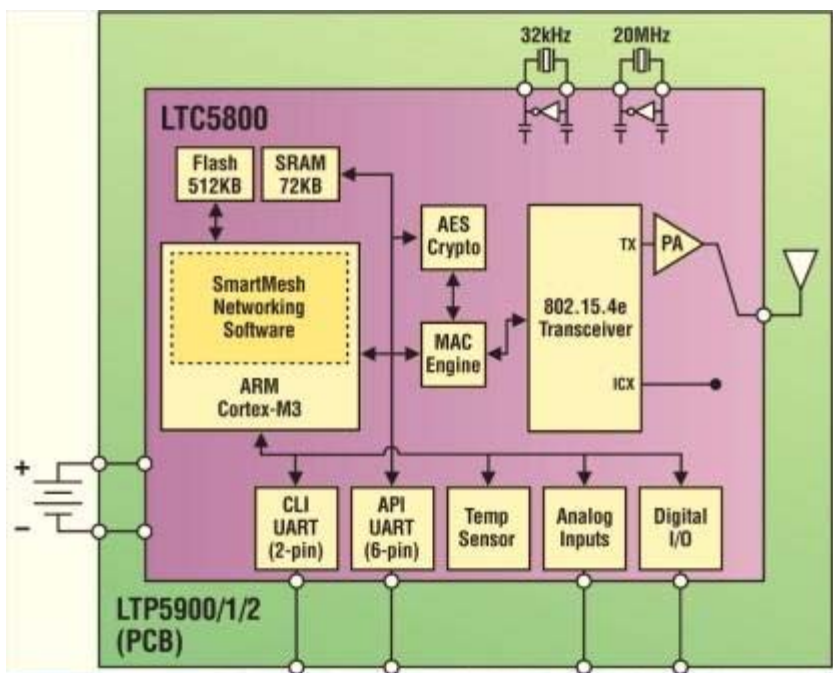 32kHz
20MHz
LTC5800
Flash
512KB
SRAM
72KB
AES
Crypto
TX
PA
SmartMesh
Networking
Software
802.15.4e
Transceiver
MAC
Engine
ARM
Cortex-M3
ICX
+
−
CLI
UART
(2-pin)
API
UART
(6-pin)
Temp
Sensor
Analog
Inputs
Digital
I/O
LTP5900/1/2
(PCB)